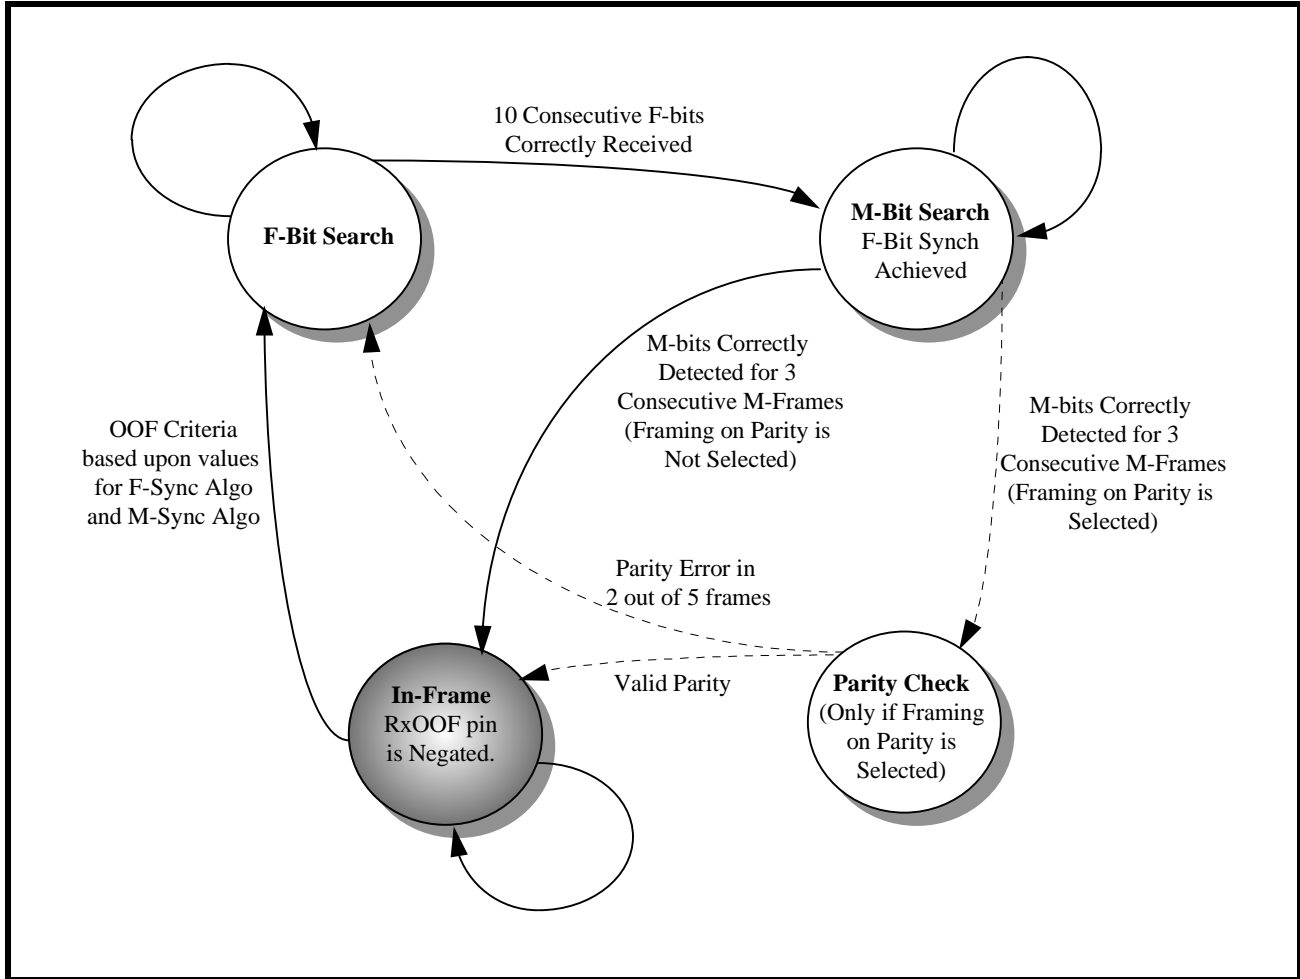 10 Consecutive F-bits
Correctly Received
F-Bit Search
M-Bit Search
F-Bit Synch
Achieved
M-bits Correctly
Detected for 3
Consecutive M-Frames
(Framing on Parity is
Not Selected)
M-bits Correctly
Detected for 3
Consecutive M-Frames
(Framing on Parity is
Selected)
OOF Criteria
based upon values
for F-Sync Algo
and M-Sync Algo
Parity Error in
2 out of 5 frames
Valid Parity
In-Frame
RxOOF pin
is Negated.
Parity Check
(Only if Framing
on Parity is
Selected)